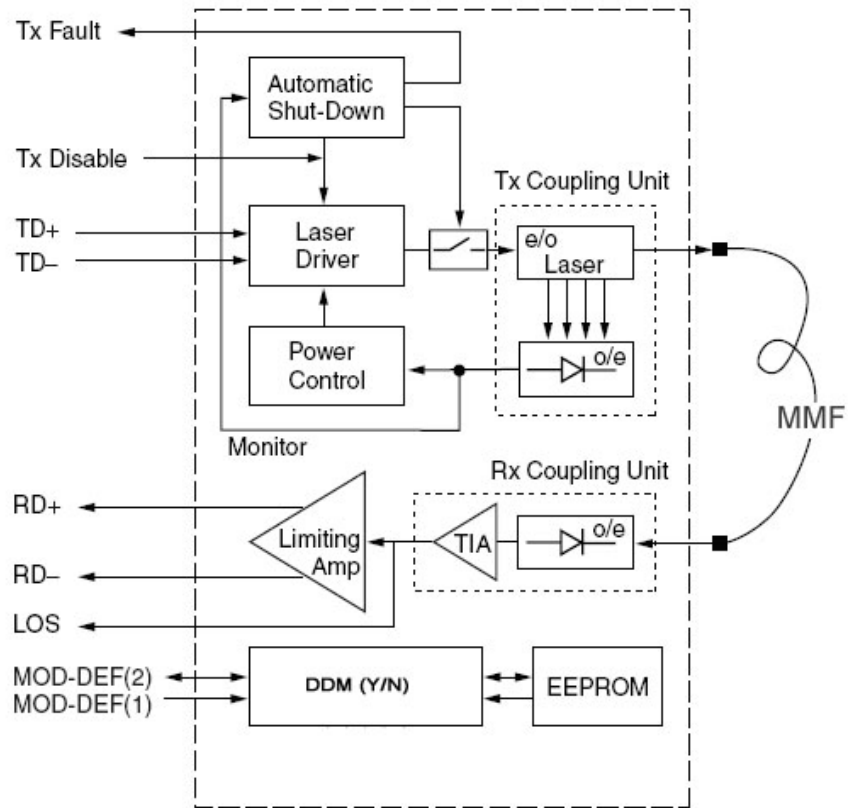 Tx Fault
Automatic
Shut-Down
Tx Disable
Tx Coupling Unit
TD+
TD–
Laser
Driver
e/o
Laser
Power
Control
o/e
MMF
Monitor
Rx Coupling Unit
RD+
RD–
Limiting
Amp
TIA
o/e
LOS
MOD-DEF(2)
MOD-DEF(1)
DDM (Y/N)
EEPROM